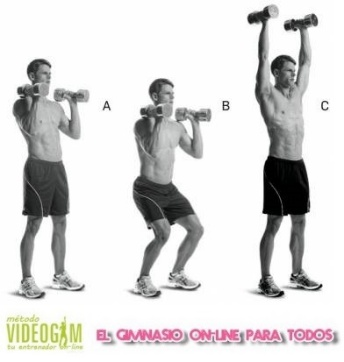 A
B
C
método
VIDEOGYM
tu entrenador on-line
EL GIMNASIO ON-LINE PARA TODOS